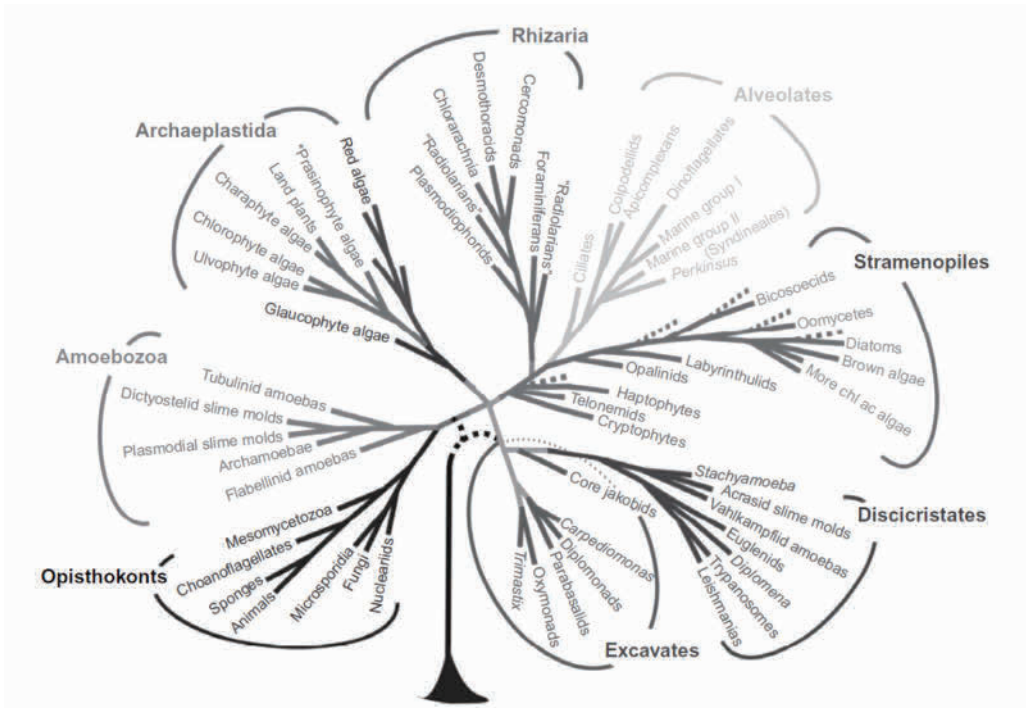 Rhizaria
Desmothoracids
Cercomonads
Chlorarachnia
"Radiolarians"
Plasmodiophorids
Foraminiferans
"Radiolarians"
Alveolates
Ciliates
Colpodellids
Apicomplexans
Dinoflagellates
Marine group I
Marine group II
(Syndineales)
Perkinsus
Archaeplastida
Red algae
"Prasinophyte algae
Land plants
Charaphyte algae
Chlorophyte algae
Ulvophyte algae
Glaucophyte algae
Stramenopiles
Bicosoecids
Oomycetes
Diatoms
Brown algae
More chl ac algae
Labyrinthulids
Opalinids
Haptophytes
Telonemids
Cryptophytes
Amoebozoa
Tubulinid amoebas
Dictyostelid slime molds
Plasmodial slime molds
Archamoebae
Flabellinid amoebas
Opisthokonts
Mesomycetozoa
Choanoflagellates
Sponges
Animals
Microsporidia
Fungi
Nucleariids
Discicristates
Stachyamoeba
Acrasid slime molds
Vahlkampfiid amoebas
Euglenids
Diplomena
Trypanosomes
Leishmanias
Core jakobids
Excavates
Carpediomonas
Diplomonads
Parabasalids
Oxymonads
Trimastix